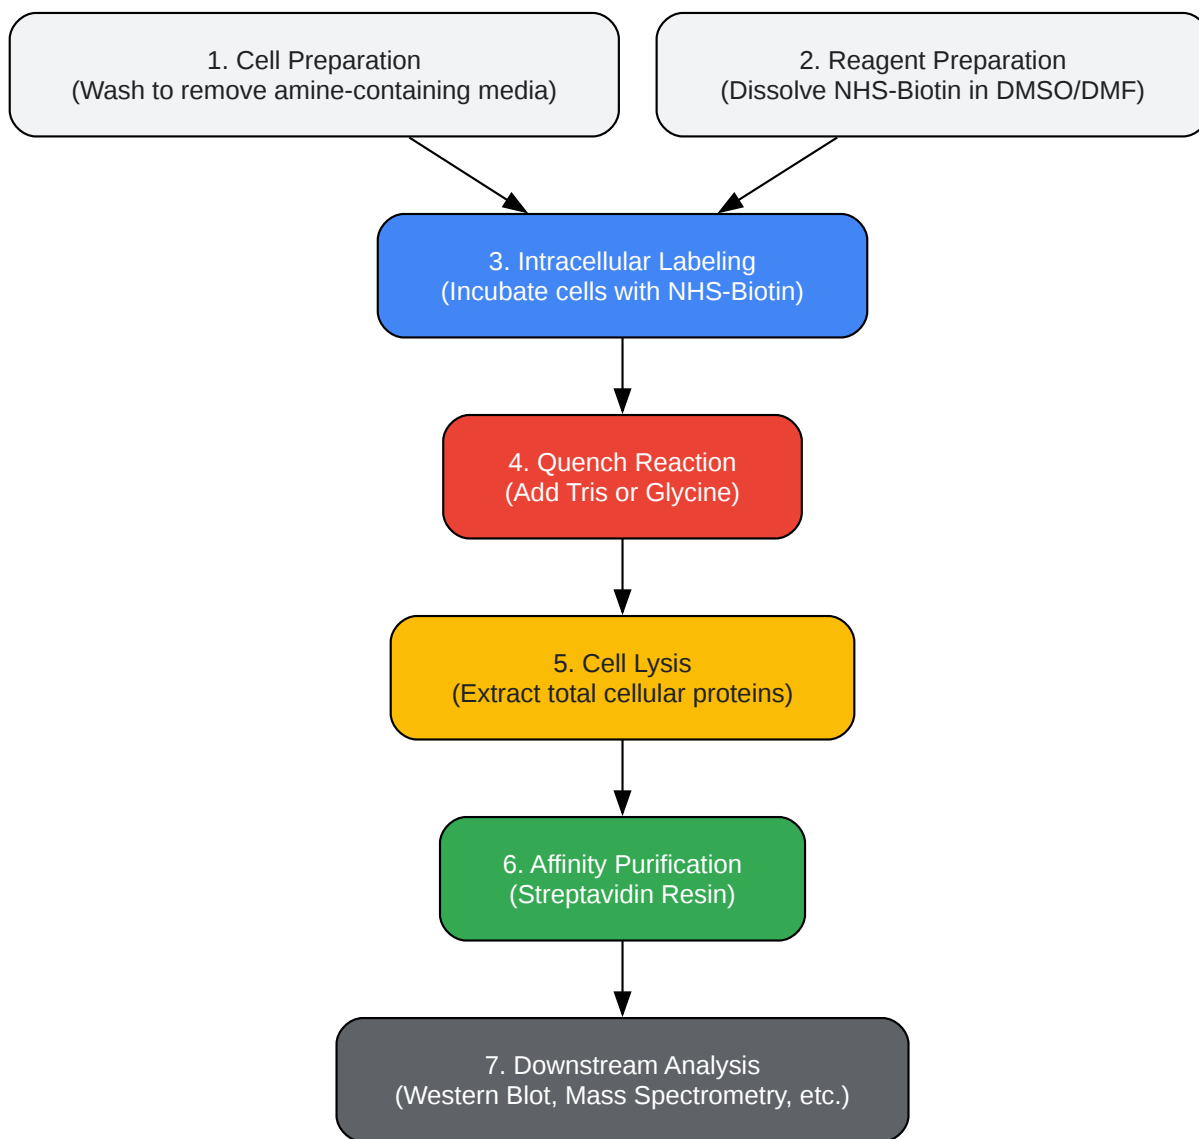 1. Cell Preparation
(Wash to remove amine-containing media)
2. Reagent Preparation
(Dissolve NHS-Biotin in DMSO/DMF)
3. Intracellular Labeling
(Incubate cells with NHS-Biotin)
4. Quench Reaction
(Add Tris or Glycine)
5. Cell Lysis
(Extract total cellular proteins)
6. Affinity Purification
(Streptavidin Resin)
7. Downstream Analysis
(Western Blot, Mass Spectrometry, etc.)